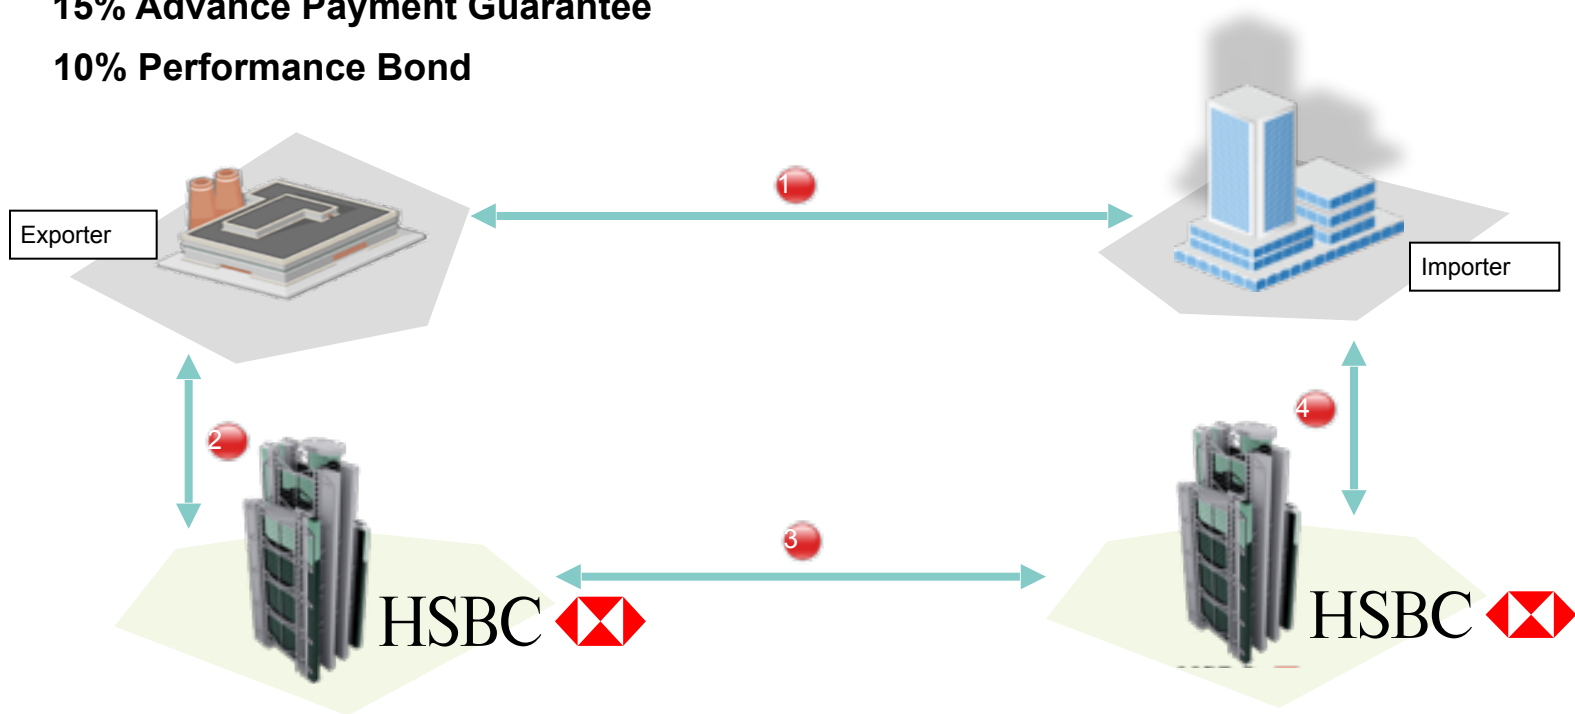 15% Advance Payment Guarantee
10% Performance Bond
1
Exporter
Importer
4
2
3
HSBC
HSBC